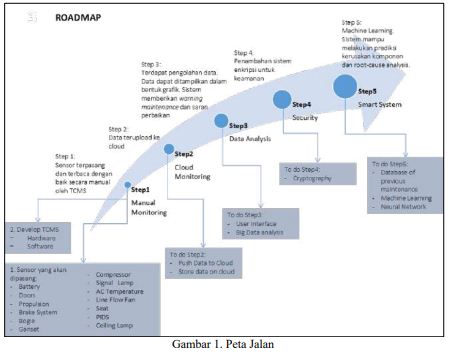 ROADMAP
Step 5:
Machine Learning.
Sistem mampu
melakukan prediksi
kerusakan komponen
dan root-cause analysis.
Step 4:
Penambahan sistem
enkripsi untuk
keamanan
Step 3:
Terdapat pengolahan data.
Data dapat ditampilkan dalam
bentuk grafik. Sistem
memberikan warning
maintenance dan saran
perbaikan
Step 2:
Data terupload ke
cloud
Step 1:
Sensor terpasang
dan terbaca dengan
baik secara manual
oleh TCMS
Step5
Smart System
Step4
Security
Step3
Data Analysis
Step2
Cloud
Monitoring
Step1
Manual
Monitoring
To do Step5:
- Database of
previous
maintenance
- Machine Learning
- Neural Network
To do Step4:
- Cryptography
To do Step3:
- User Interface
- Big Data analysis
To do Step2:
- Push Data to Cloud
- Store data on cloud
2. Develop TCMS
- Hardware
- Software
1. Sensor yang akan
dipasang:
- Battery
- Doors
- Propulsion
- Brake System
- Bogie
- Genset
- Compressor
- Signal Lamp
- AC Temperature
- Line Flow Fan
- Seat
- PIDS
- Ceiling Lamp
Gambar 1. Peta Jalan